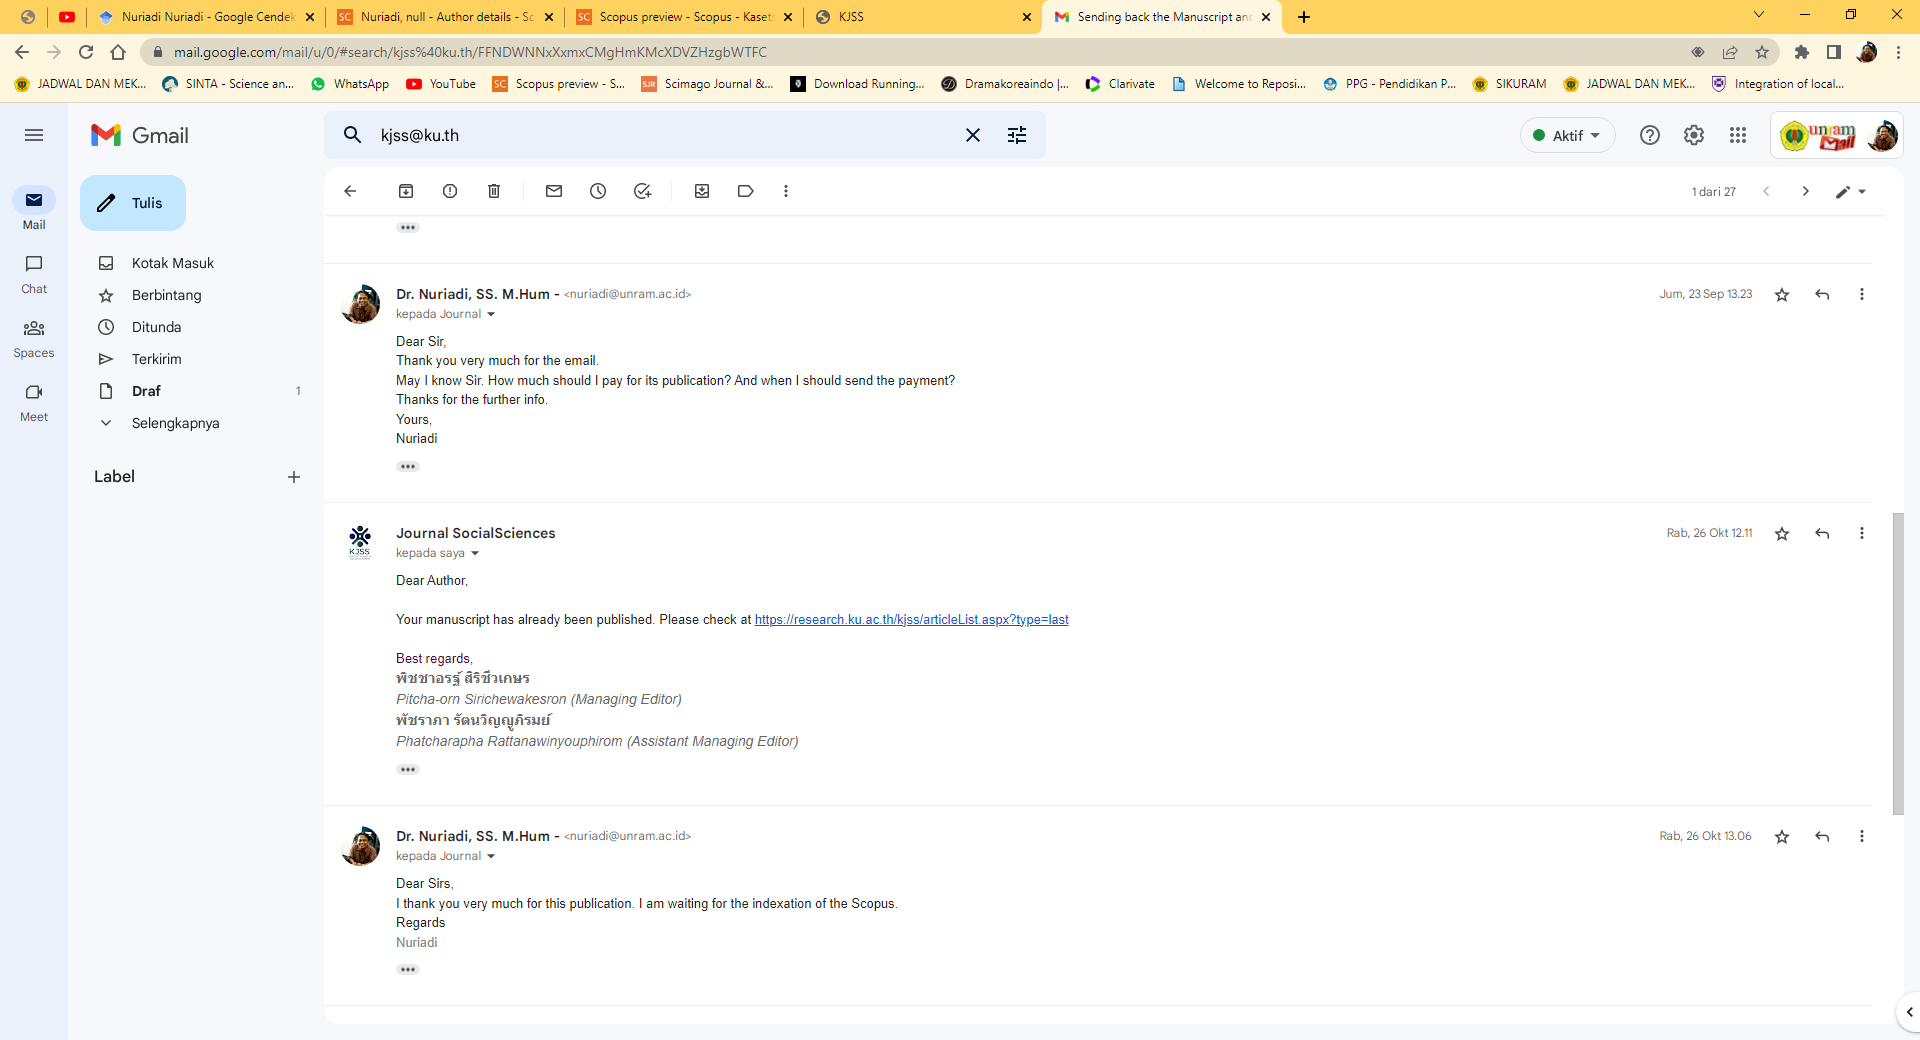 Nuriadi Nuriadi - Google Cendek
Nuriadi, null - Author details - Sc
Scopus preview - Scopus - Kaset
KJSS
Sending back the Manuscript and
mail.google.com/mail/u/0/#search/kjss%40ku.th/FFNDWNNxXxmxCMgHmKMcXDVZHzgbWTFC
JADWAL DAN MEK...
SINTA - Science an...
WhatsApp
YouTube
Scopus preview - S...
Scimago Journal &...
Download Running...
Dramakoreaindo |...
Clarivate
Welcome to Reposi...
PPG - Pendidikan P...
SIKURAM
JADWAL DAN MEK...
Integration of local...
Gmail
kjss@ku.th
Aktif
unram
Mail
Tulis
1 dari 27
Mail
Chat
Spaces
Meet
Kotak Masuk
Berbintang
Ditunda
Terkirim
Draf 1
Selengkapnya
Label
Dr. Nuriadi, SS. M.Hum - <nuriadi@unram.ac.id>
Jum, 23 Sep 13.23
kepada Journal
Dear Sir,
Thank you very much for the email.
May I know Sir. How much should I pay for its publication? And when I should send the payment?
Thanks for the further info.
Yours,
Nuriadi
KJSS
Journal SocialSciences
Rab, 26 Okt 12.11
kepada saya
Dear Author,
Your manuscript has already been published. Please check at https://research.ku.ac.th/kjss/articleList.aspx?type=last
Best regards,
พิชชาอรฐ์ สิริชีวเกษร
Pitcha-orn Sirichewakesron (Managing Editor)
พัชราภา รัตนวิญญูภิรมย์
Phatcharapha Rattanawinyouphirom (Assistant Managing Editor)
Dr. Nuriadi, SS. M.Hum - <nuriadi@unram.ac.id>
Rab, 26 Okt 13.06
kepada Journal
Dear Sirs,
I thank you very much for this publication. I am waiting for the indexation of the Scopus.
Regards
Nuriadi